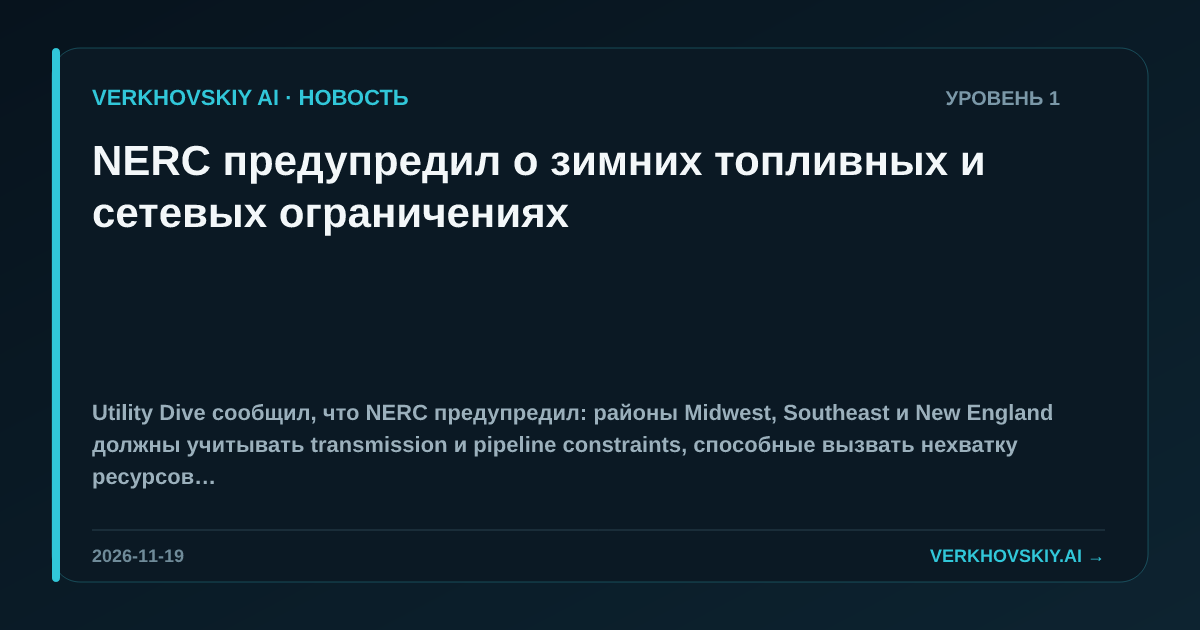 VERKHOVSKIY AI · НОВОСТЬ
УРОВЕНЬ 1
NERC предупредил о зимних топливных и
сетевых ограничениях
Utility Dive сообщил, что NERC предупредил: районы Midwest, Southeast и New England
должны учитывать transmission и pipeline constraints, способные вызвать нехватку
ресурсов…
2026-11-19
VERKHOVSKIY.AI →